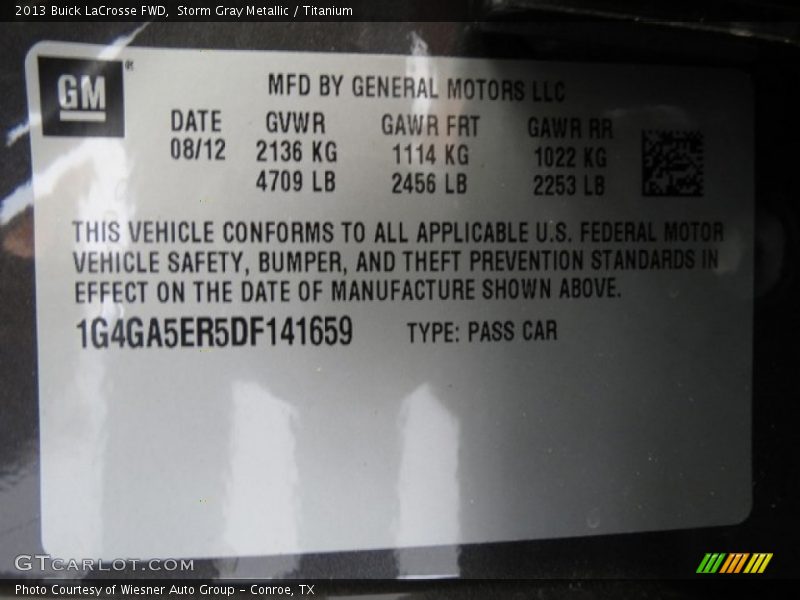 2013 Buick LaCrosse FWD, Storm Gray Metallic / Titanium
GM®
MFD BY GENERAL MOTORS LLC
DATE GVWR GAWR FRT GAWR RR
08/12 2136 KG 1114 KG 1022 KG
4709 LB 2456 LB 2253 LB
THIS VEHICLE CONFORMS TO ALL APPLICABLE U.S. FEDERAL MOTOR
VEHICLE SAFETY, BUMPER, AND THEFT PREVENTION STANDARDS IN
EFFECT ON THE DATE OF MANUFACTURE SHOWN ABOVE.
1G4GA5ER5DF141659 TYPE: PASS CAR
GTCARLOT.COM
Photo Courtesy of Wiesner Auto Group - Conroe, TX